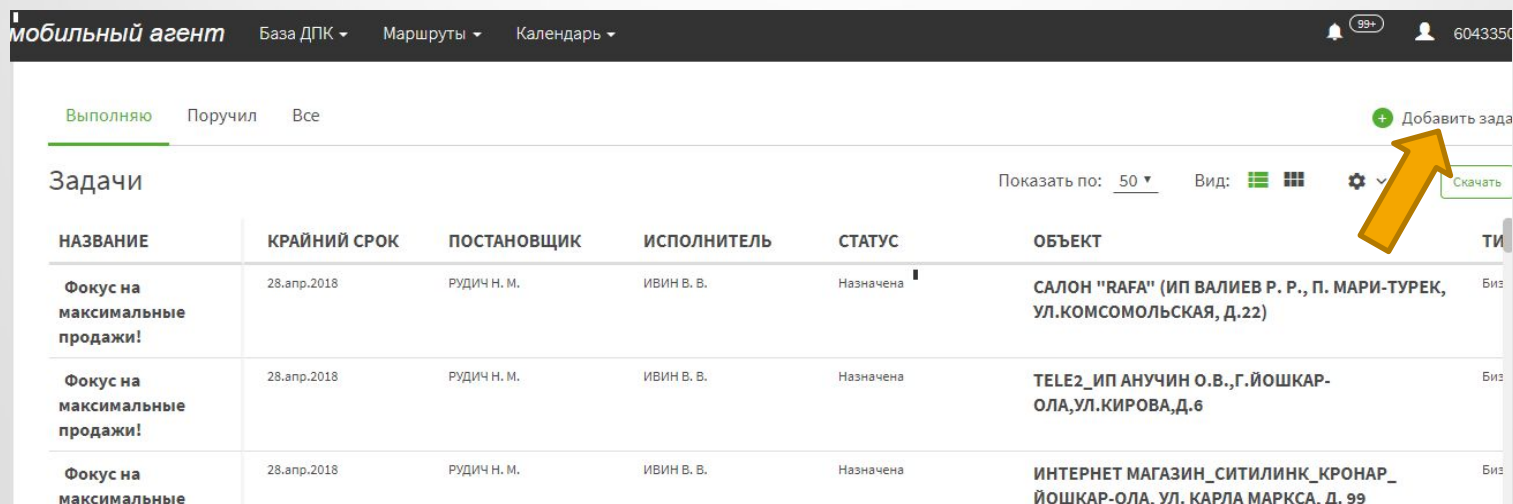 мобильный агент База ДПК Маршруты Календарь 99+ 6043350
Выполняю Поручил Все Добавить зада
Задачи Показать по: 50 Вид: Скачать
НАЗВАНИЕ КРАЙНИЙ СРОК ПОСТАНОВЩИК ИСПОЛНИТЕЛЬ СТАТУС ОБЪЕКТ ТИ
Фокус на 28.апр.2018 РУДИЧ Н. М. ИВИН В. В. Назначена САЛОН "RAFA" (ИП ВАЛИЕВ Р. Р., П. МАРИ-ТУРЕК, Биз
максимальные УЛ.КОМСОМОЛЬСКАЯ, Д.22)
продажи!
Фокус на 28.апр.2018 РУДИЧ Н. М. ИВИН В. В. Назначена TELE2_ИП АНУЧИН О.В.,Г.ЙОШКАР- Биз
максимальные ОЛА,УЛ.КИРОВА,Д.6
продажи!
Фокус на 28.апр.2018 РУДИЧ Н. М. ИВИН В. В. Назначена ИНТЕРНЕТ МАГАЗИН_СИТИЛИНК_КРОНАР_ Биз
максимальные ЙОШКАР-ОЛА, УЛ. КАРЛА МАРКСА, Д. 99